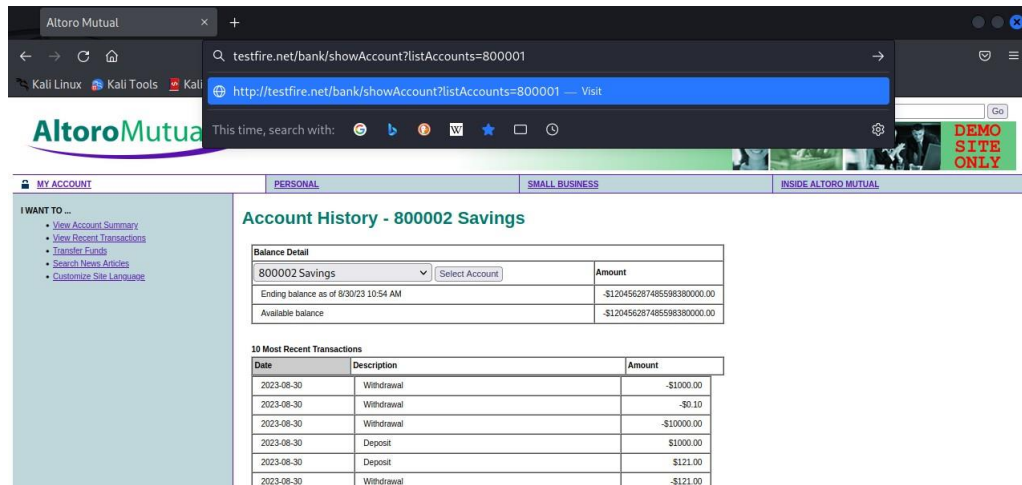 Altoro Mutual
testfire.net/bank/showAccount?listAccounts=800001
Kali Linux Kali Tools Kali
http://testfire.net/bank/showAccount?listAccounts=800001 — Visit
Go
AltoroMutua
This time, search with:
DEMO
SITE
ONLY
MY ACCOUNT PERSONAL SMALL BUSINESS INSIDE ALTORO MUTUAL
I WANT TO ...
View Account Summary
View Recent Transactions
Transfer Funds
Search News Articles
Customize Site Language
Account History - 800002 Savings
Balance Detail
800002 Savings Select Account Amount
Ending balance as of 8/30/23 10:54 AM -$120456287485598380000.00
Available balance -$120456287485598380000.00
10 Most Recent Transactions
Date Description Amount
2023-08-30 Withdrawal -$1000.00
2023-08-30 Withdrawal -$0.10
2023-08-30 Withdrawal -$10000.00
2023-08-30 Deposit $1000.00
2023-08-30 Deposit $121.00
2023-08-30 Withdrawal -$121.00